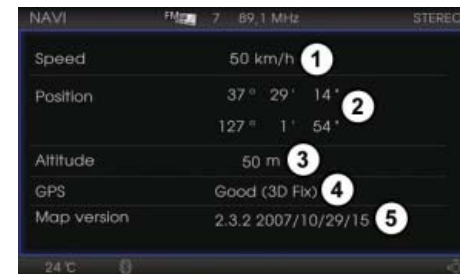 NAVI FM 7 89,1 MHz STEREO
Speed 50 km/h 1
Position 37° 29' 14" 2
127° 1' 54"
Altitude 50 m 3
GPS Good (3D Fix) 4
Map version 2.3.2 2007/10/29/15 5
24℃